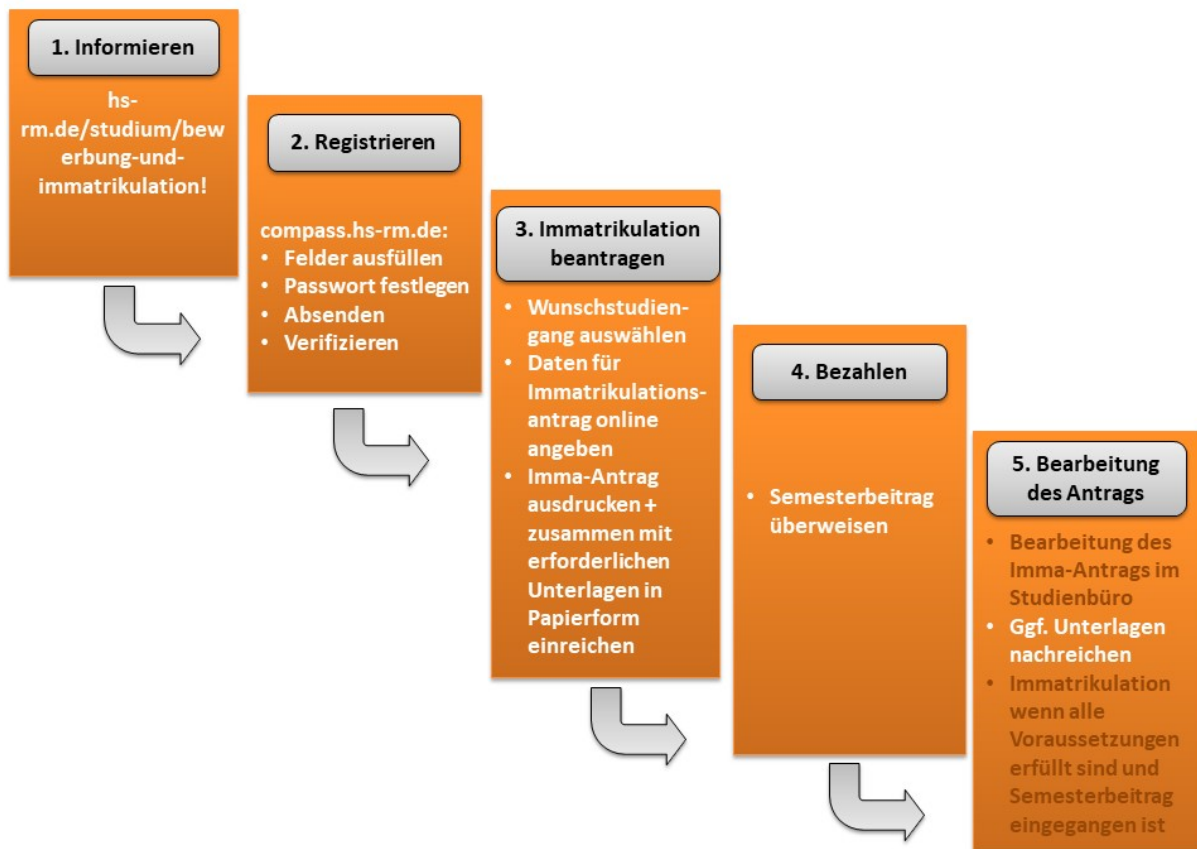 1. Informieren
hs-
rm.de/studium/bew
erbung-und-
immatrikulation!
2. Registrieren
compass.hs-rm.de:
• Felder ausfüllen
• Passwort festlegen
• Absenden
• Verifizieren
3. Immatrikulation
beantragen
• Wunschstudien-
gang auswählen
• Daten für
Immatrikulations-
antrag online
angeben
• Imma-Antrag
ausdrucken +
zusammen mit
erforderlichen
Unterlagen in
Papierform
einreichen
4. Bezahlen
• Semesterbeitrag
überweisen
5. Bearbeitung
des Antrags
• Bearbeitung des
Imma-Antrags im
Studienbüro
• Ggf. Unterlagen
nachreichen
• Immatrikulation
wenn alle
Voraussetzungen
erfüllt sind und
Semesterbeitrag
eingegangen ist